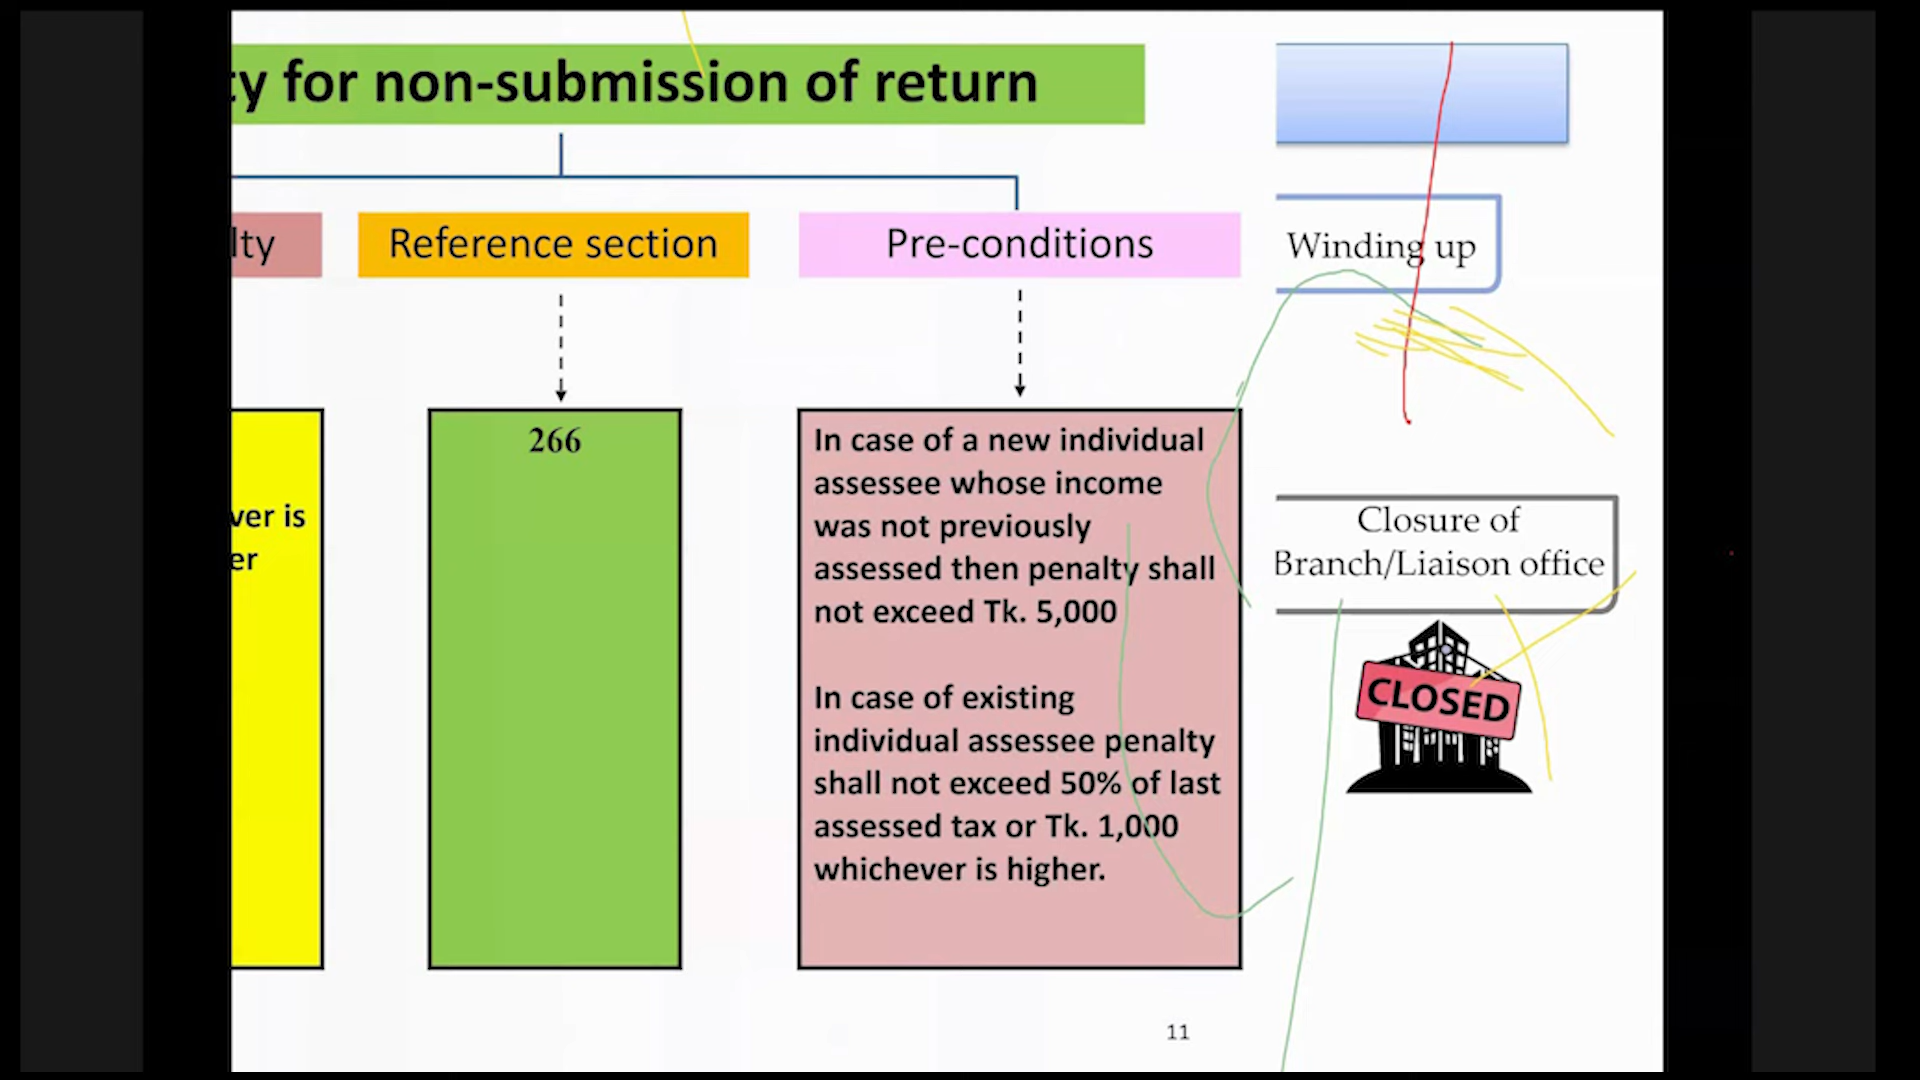 ty for non-submission of return
lty
Reference section
Pre-conditions
ver is
er
266
In case of a new individual
assessee whose income
was not previously
assessed then penalty shall
not exceed Tk. 5,000
In case of existing
individual assessee penalty
shall not exceed 50% of last
assessed tax or Tk. 1,000
whichever is higher.
11
Winding up
Closure of
Branch/Liaison office
CLOSED